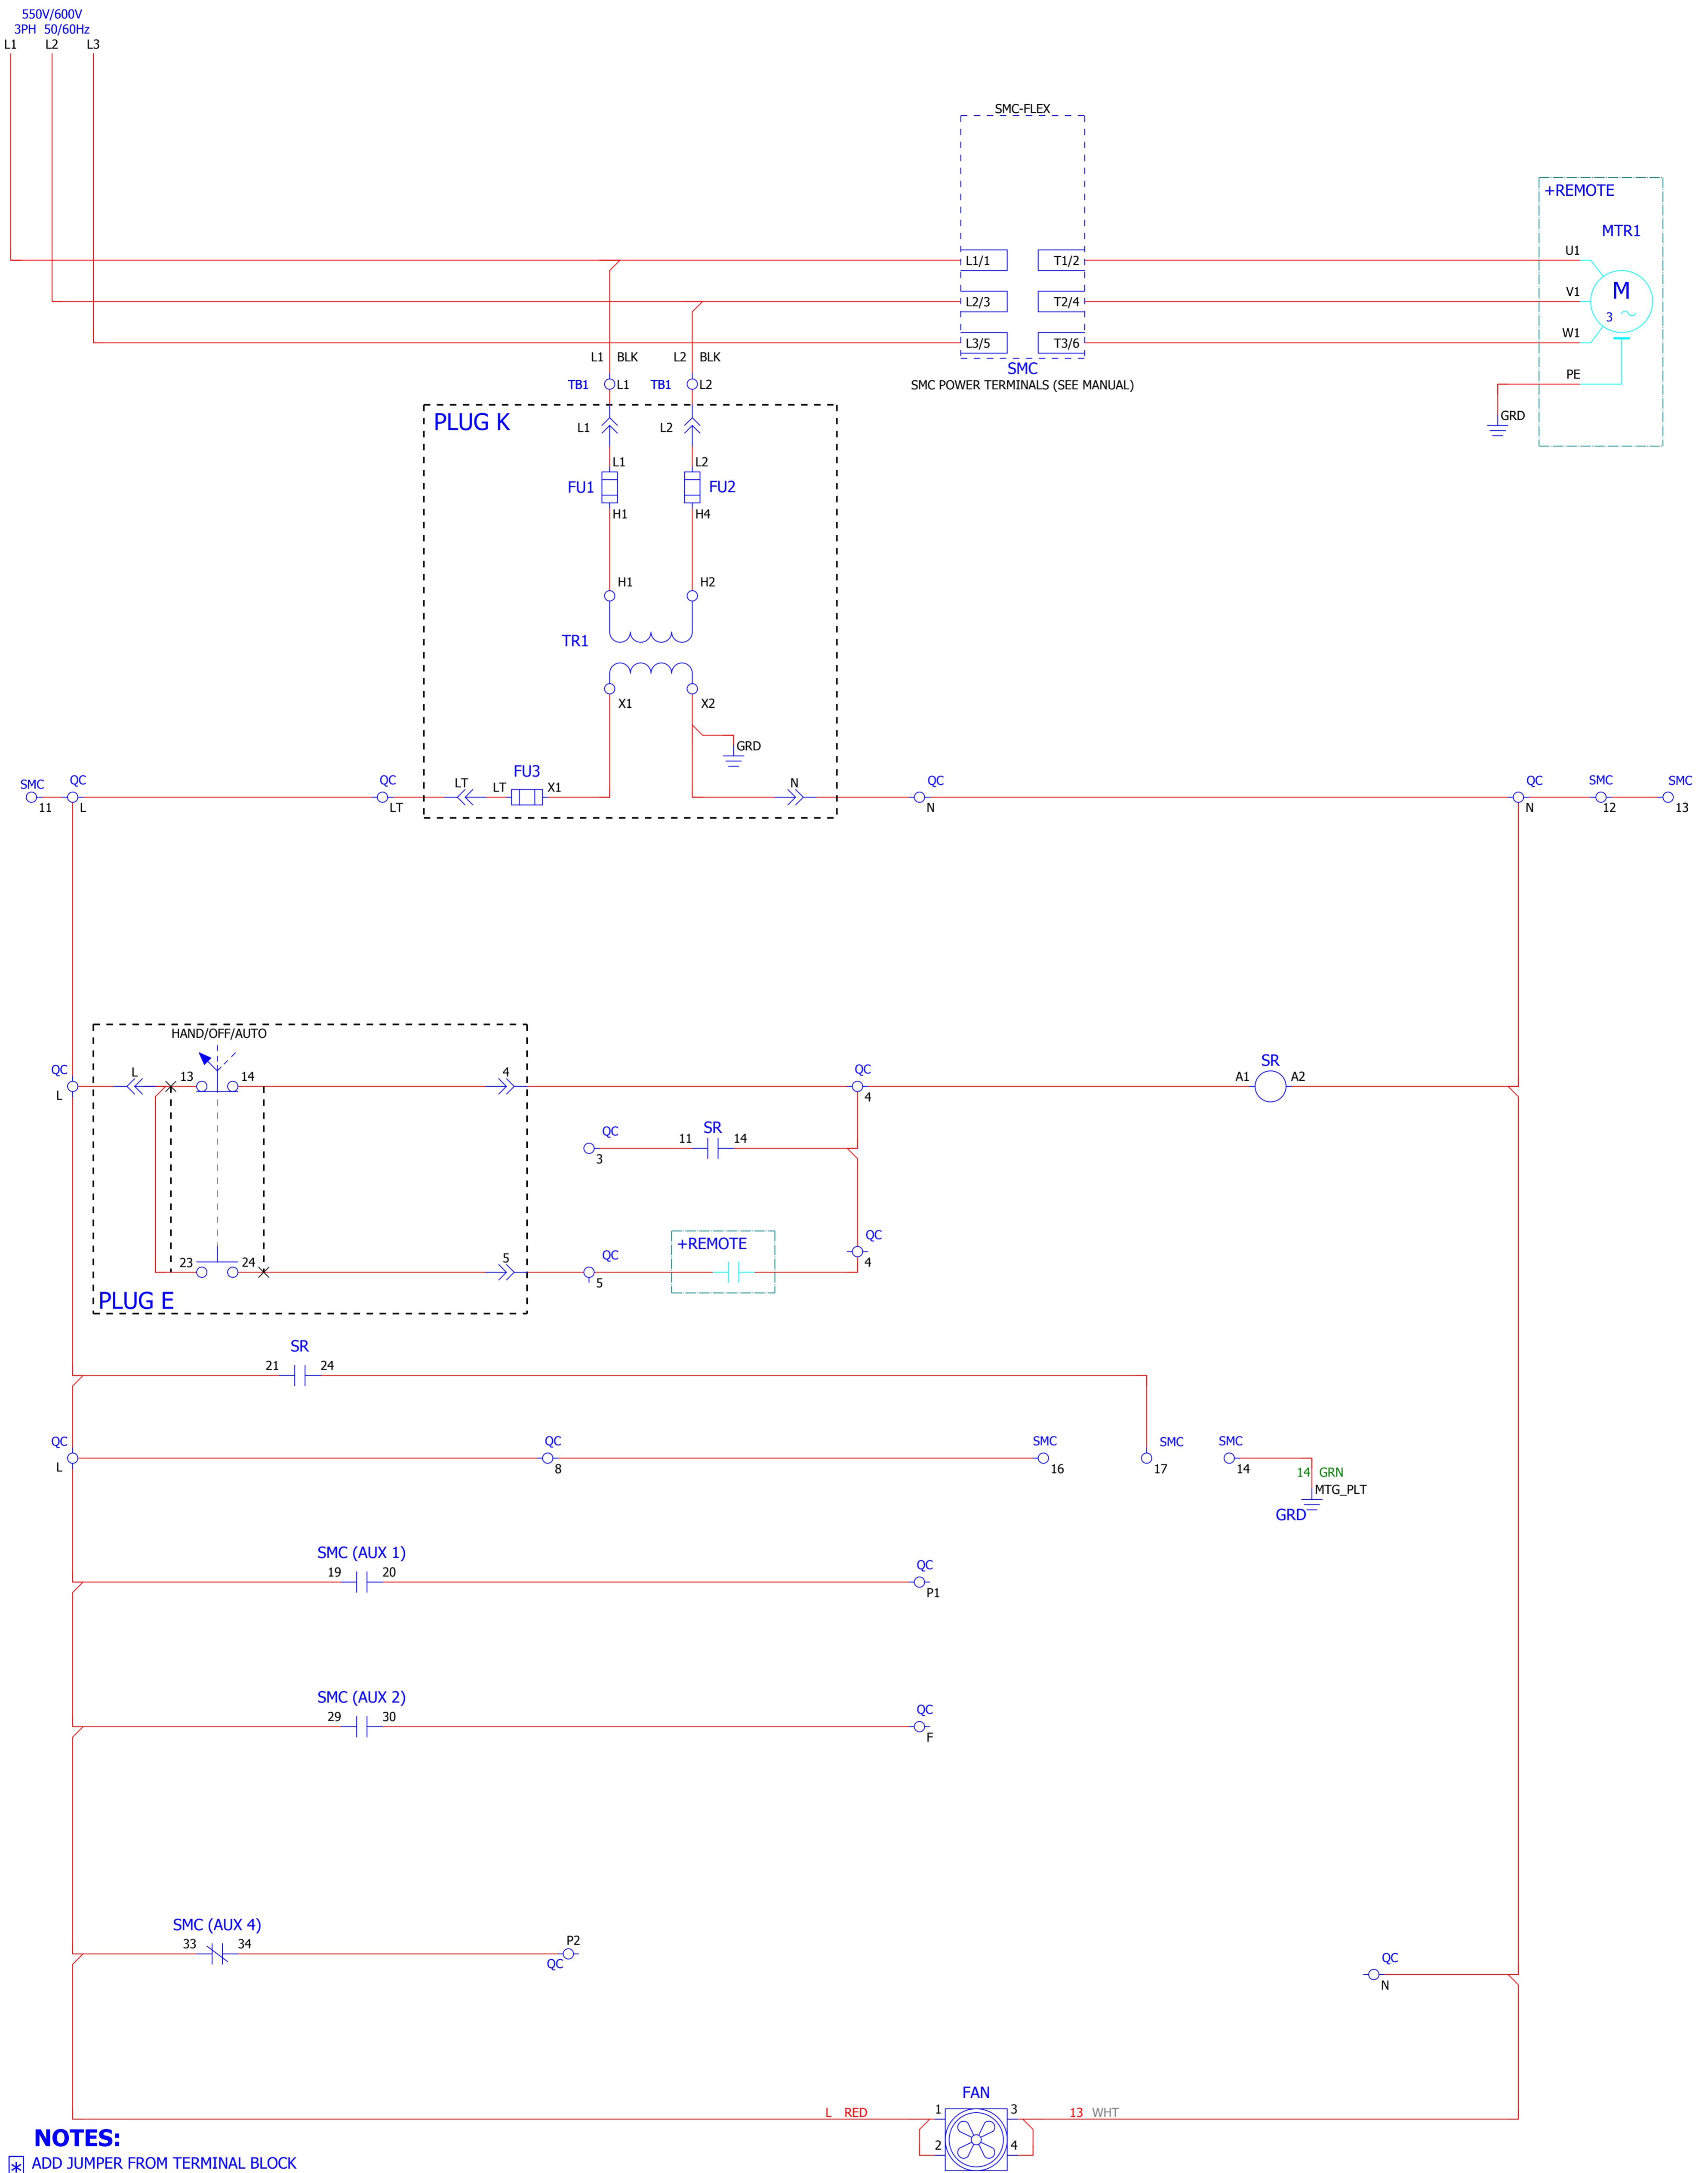 550V/600V
3PH 50/60Hz
L1 L2 L3
SMC-FLEX
+REMOTE
MTR1
U1
L1/1 T1/2
M
3
V1
L2/3 T2/4
W1
L3/5 T3/6
L1 BLK L2 BLK
SMC
PE
TB1 L1 TB1 L2
SMC POWER TERMINALS (SEE MANUAL)
GRD
PLUG K
L1 L2
L1 L2
FU1 FU2
H1 H4
H1 H2
TR1
X1 X2
GRD
FU3
SMC QC QC LT LT X1 N QC QC SMC SMC
11 L LT N N 12 13
HAND/OFF/AUTO
QC L 13 14 4 QC SR
L 4 A1 A2
QC 11 SR 14
3
+REMOTE QC
23 24 5 QC 4
5
PLUG E
SR
21 24
QC QC SMC SMC SMC
L 8 16 17 14
14 GRN
MTG_PLT
GRD
SMC (AUX 1)
19 20 QC
P1
SMC (AUX 2)
29 30 QC
F
SMC (AUX 4)
33 34 P2
QC
QC
N
FAN
L RED 1 3 13 WHT
2 4
NOTES:
* ADD JUMPER FROM TERMINAL BLOCK